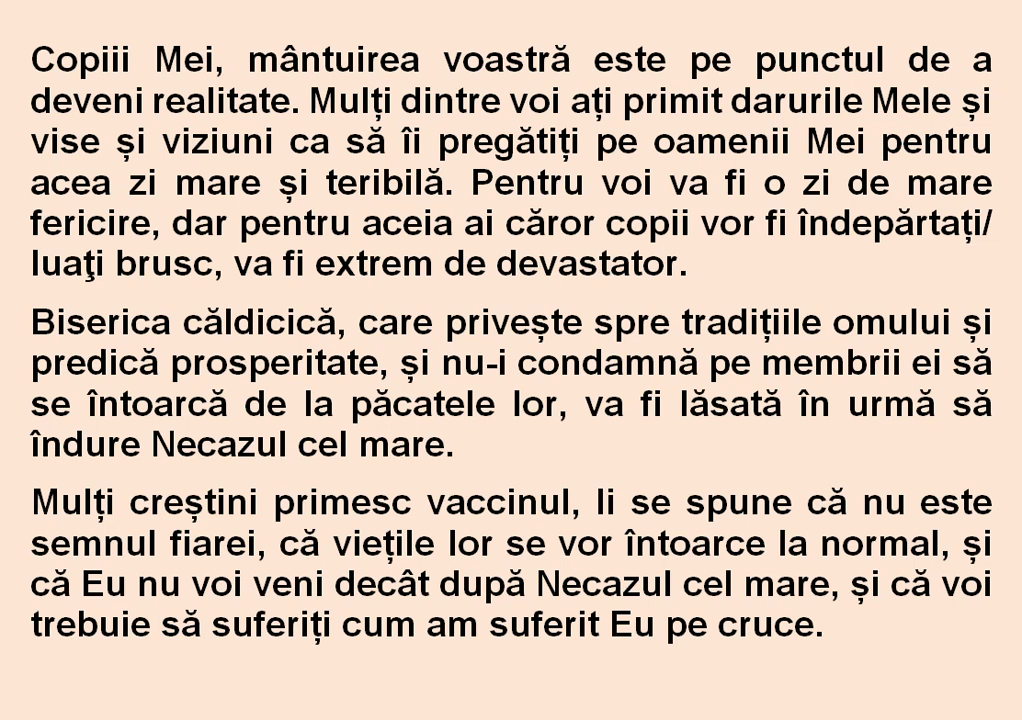 Copiii Mei, mântuirea voastră este pe punctul de a
deveni realitate. Mulți dintre voi ați primit darurile Mele și
vise și viziuni ca să îi pregătiți pe oamenii Mei pentru
acea zi mare și teribilă. Pentru voi va fi o zi de mare
fericire, dar pentru aceia ai căror copii vor fi îndepărtați/
luaţi brusc, va fi extrem de devastator.
Biserica căldicică, care privește spre tradițiile omului și
predică prosperitate, și nu-i condamnă pe membrii ei să
se întoarcă de la păcatele lor, va fi lăsată în urmă să
îndure Necazul cel mare.
Mulți creștini primesc vaccinul, li se spune că nu este
semnul fiarei, că viețile lor se vor întoarce la normal, și
că Eu nu voi veni decât după Necazul cel mare, și că voi
trebuie să suferiți cum am suferit Eu pe cruce.